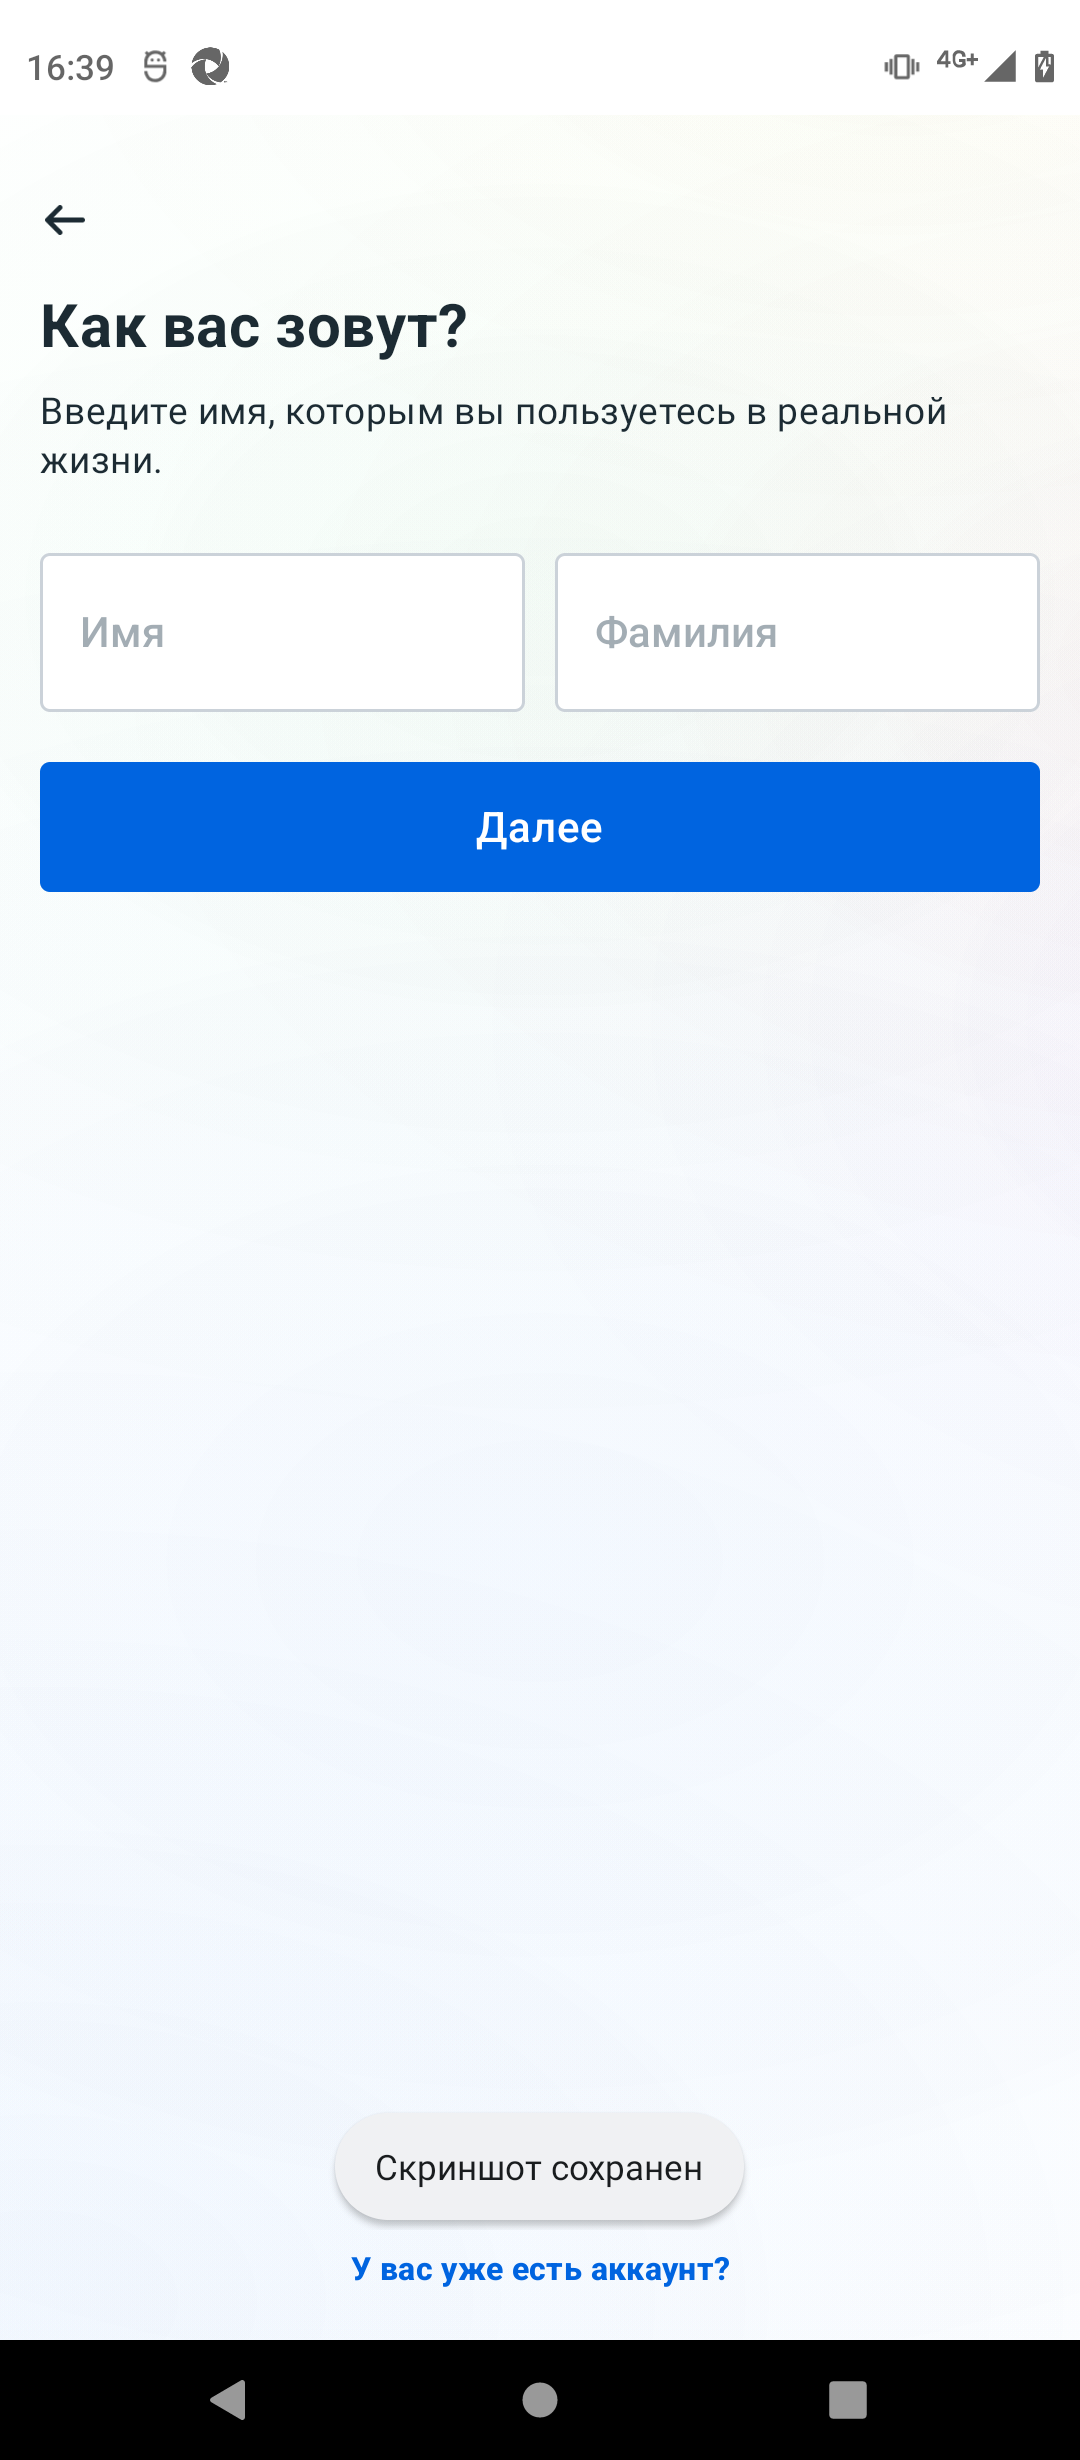 16:39
4G+
Как вас зовут?
Введите имя, которым вы пользуетесь в реальной
жизни.
Имя
Фамилия
Далее
Скриншот сохранен
У вас уже есть аккаунт?